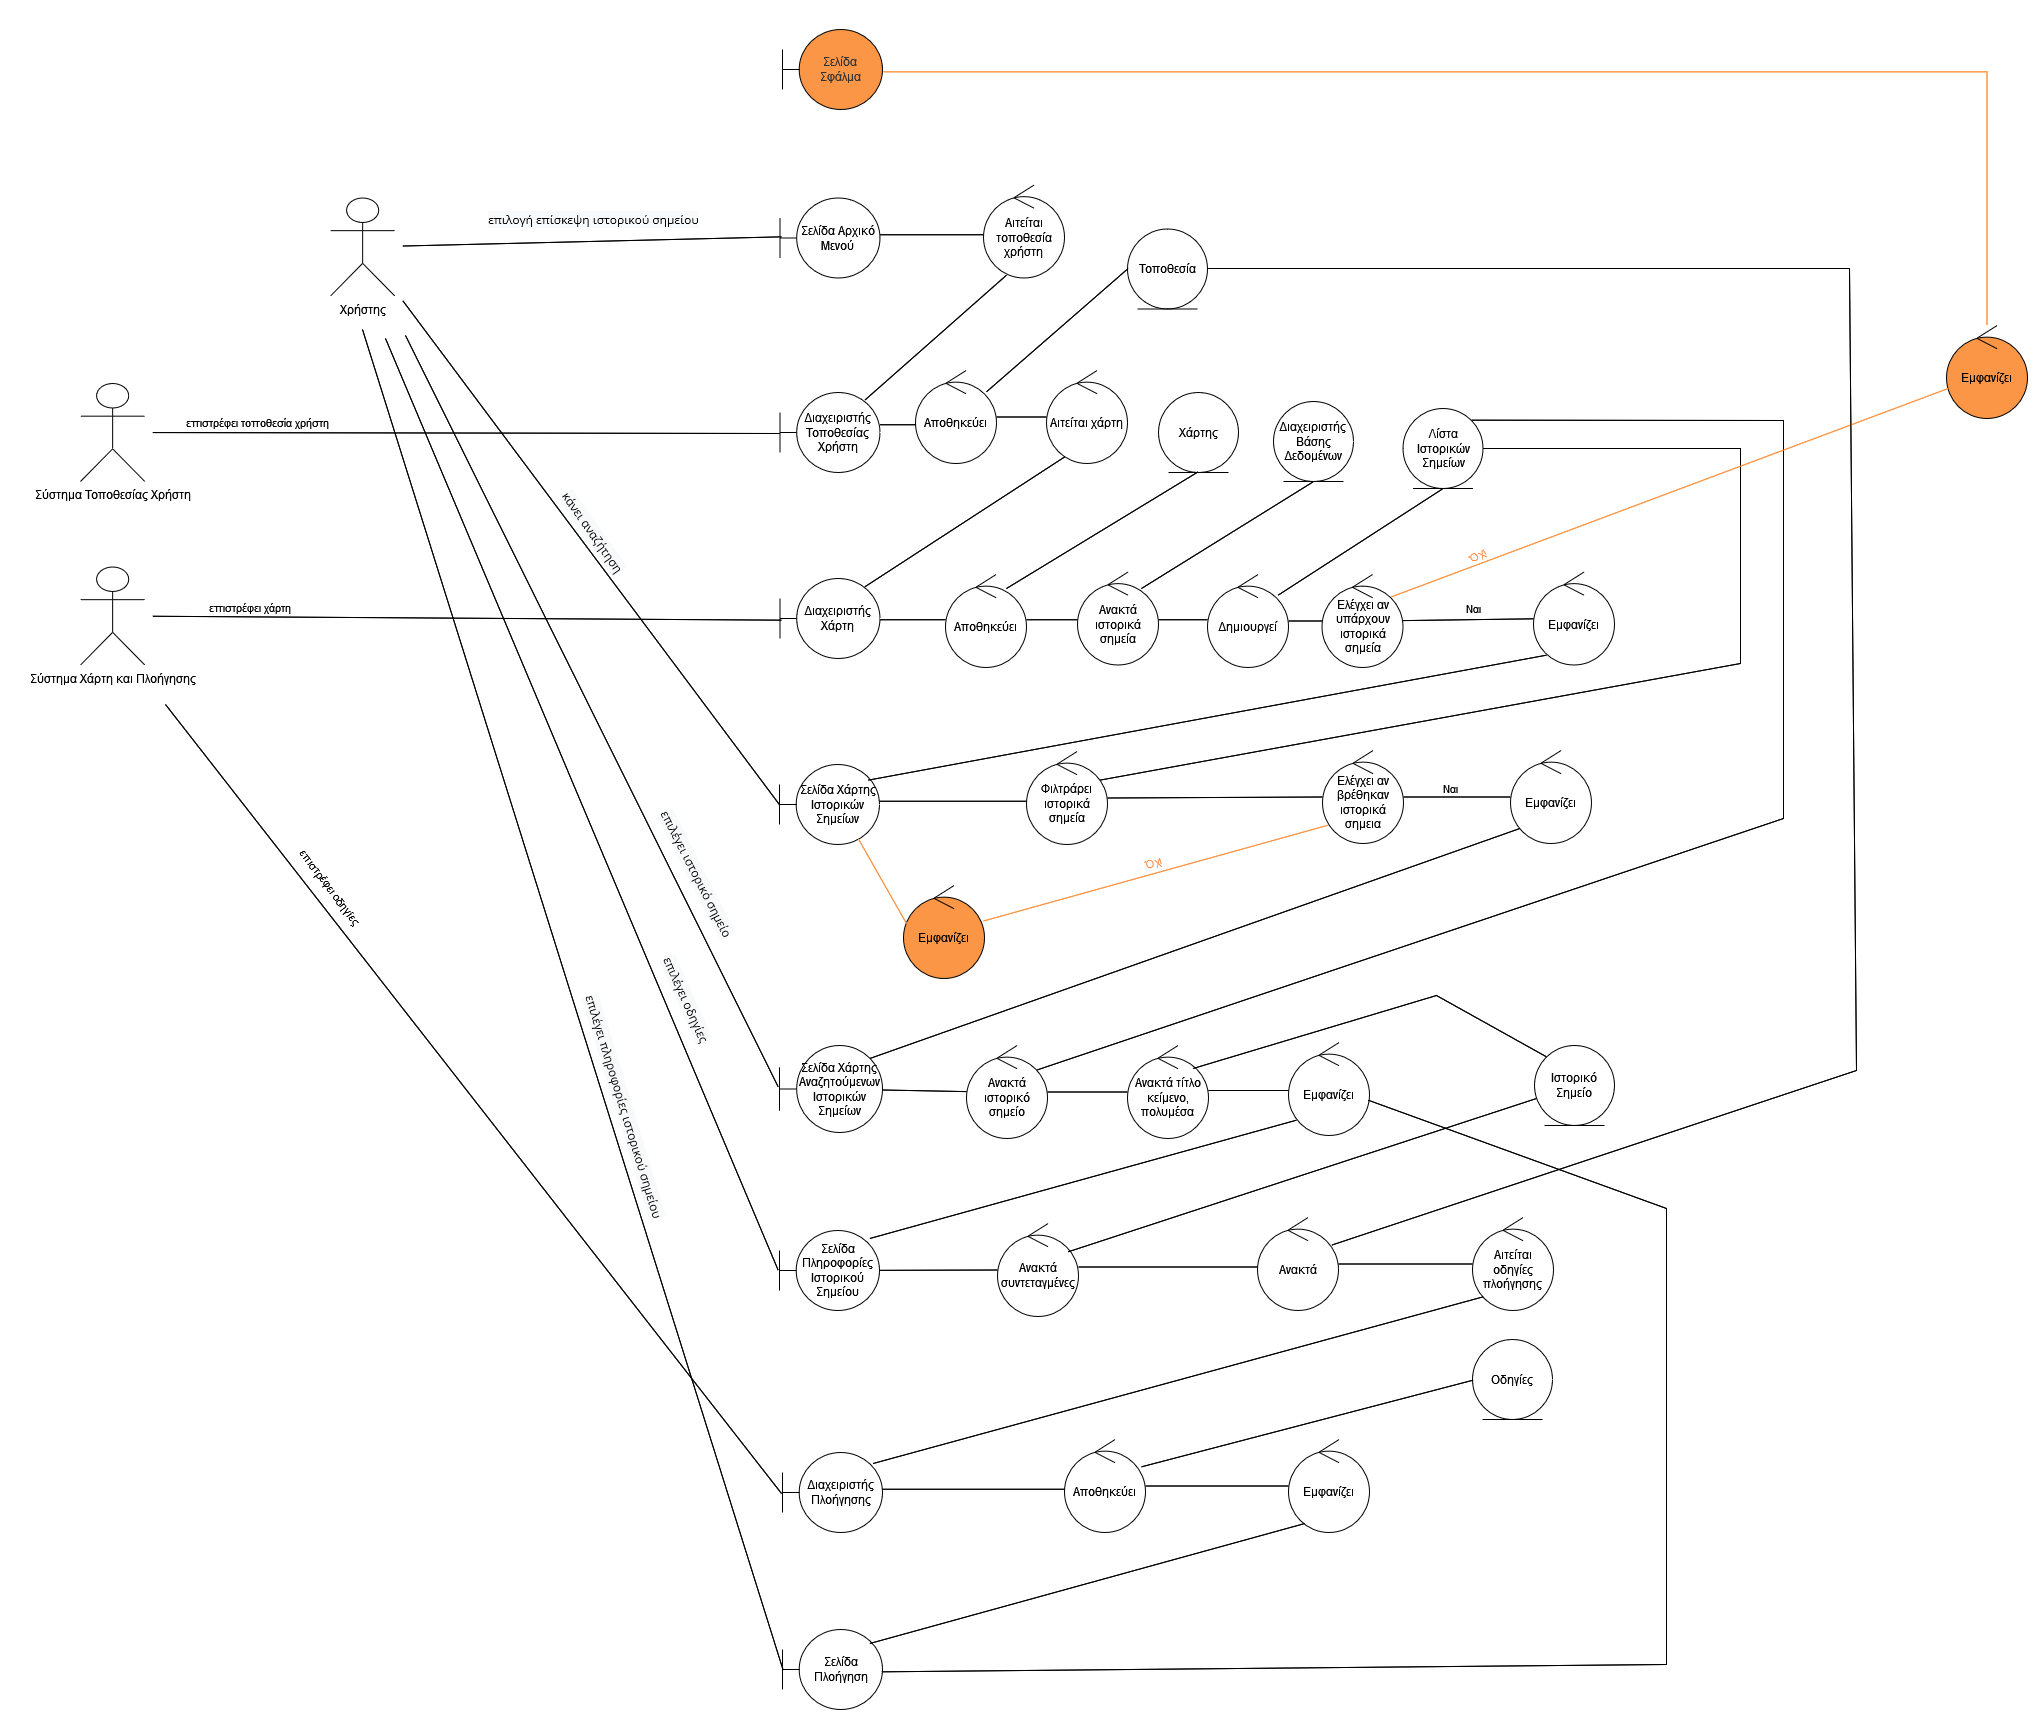 Σελίδα
Σφάλμα
επιλογή επίσκεψη ιστορικού σημείου
Σελίδα Αρχικό
Μενού
Αιτείται
τοποθεσία
χρήστη
Τοποθεσία
Χρήστης
Εμφανίζει
επιστρέφει τοποθεσία χρήστη
Διαχειριστής
Τοποθεσίας
Χρήστη
Αποθηκεύει
Αιτείται χάρτη
Χάρτης
Διαχειριστής
Βάσης
Δεδομένων
Λίστα
Ιστορικών
Σημείων
Σύστημα Τοποθεσίας Χρήστη
κάνει αναζήτηση
Όχι
επιστρέφει χάρτη
Διαχειριστής
Χάρτη
Αποθηκεύει
Ανακτά
ιστορικά
σημεία
Δημιουργεί
Ελέγχει αν
υπάρχουν
ιστορικά
σημεία
Ναι
Εμφανίζει
Σύστημα Χάρτη και Πλοήγησης
Σελίδα Χάρτης
Ιστορικών
Σημείων
Φιλτράρει
ιστορικά
σημεία
Ελέγχει αν
βρέθηκαν
ιστορικά
σημεια
Ναι
Εμφανίζει
επιλέγει ιστορικό σημείο
επιστρέφει οδηγίες
Όχι
Εμφανίζει
επιλέγει οδηγίες
επιλέγει πληροφορίες ιστορικού σημείου
Σελίδα Χάρτης
Αναζητούμενων
Ιστορικών
Σημείων
Ανακτά
ιστορικό
σημείο
Ανακτά τίτλο
κείμενο,
πολυμέσα
Εμφανίζει
Ιστορικό
Σημείο
Σελίδα
Πληροφορίες
Ιστορικού
Σημείου
Ανακτά
συντεταγμένες
Ανακτά
Αιτείται
οδηγίες
πλοήγησης
Οδηγίες
Διαχειριστής
Πλοήγησης
Αποθηκεύει
Εμφανίζει
Σελίδα
Πλοήγηση